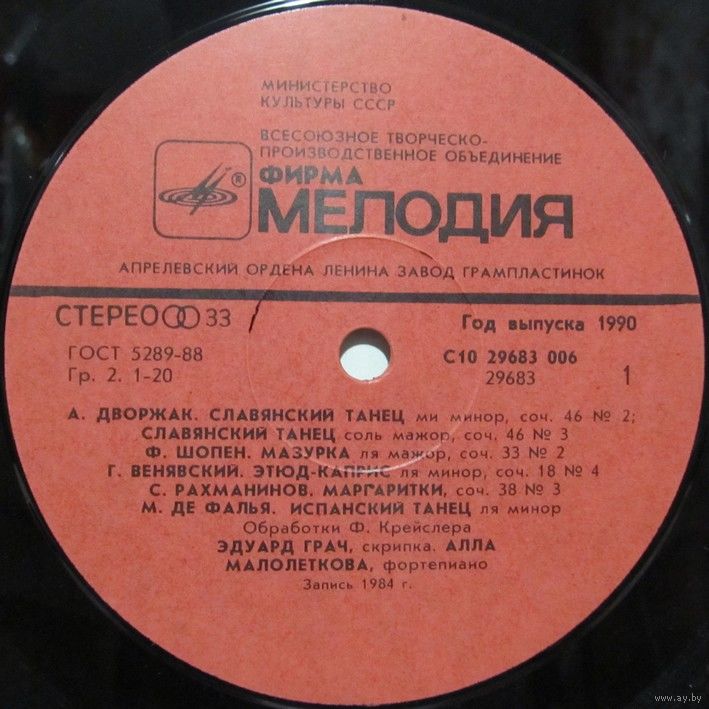 МИНИСТЕРСТВО
КУЛЬТУРЫ СССР
ВСЕСОЮЗНОЕ ТВОРЧЕСКО-
ПРОИЗВОДСТВЕННОЕ ОБЪЕДИНЕНИЕ
ФИРМА
® МЕЛОДИЯ
АПРЕЛЕВСКИЙ ОРДЕНА ЛЕНИНА ЗАВОД ГРАМПЛАСТИНОК
СТЕРЕО 33 Год выпуска 1990
ГОСТ 5289-88 С10 29683 006
Гр. 2. 1-20 29683 1
А. ДВОРЖАК. СЛАВЯНСКИЙ ТАНЕЦ ми минор, соч. 46 № 2;
СЛАВЯНСКИЙ ТАНЕЦ соль мажор, соч. 46 № 3
Ф. ШОПЕН. МАЗУРКА ля мажор, соч. 33 № 2
Г. ВЕНЯВСКИЙ. ЭТЮД-КАПРИС ля минор, соч. 18 № 4
С. РАХМАНИНОВ. МАРГАРИТКИ, соч. 38 № 3
М. ДЕ ФАЛЬЯ. ИСПАНСКИЙ ТАНЕЦ ля минор
Обработки Ф. Крейслера
ЭДУАРД ГРАЧ, скрипка. АЛЛА
МАЛОЛЕТКОВА, фортепиано
Запись 1984 г.
www.ay.by